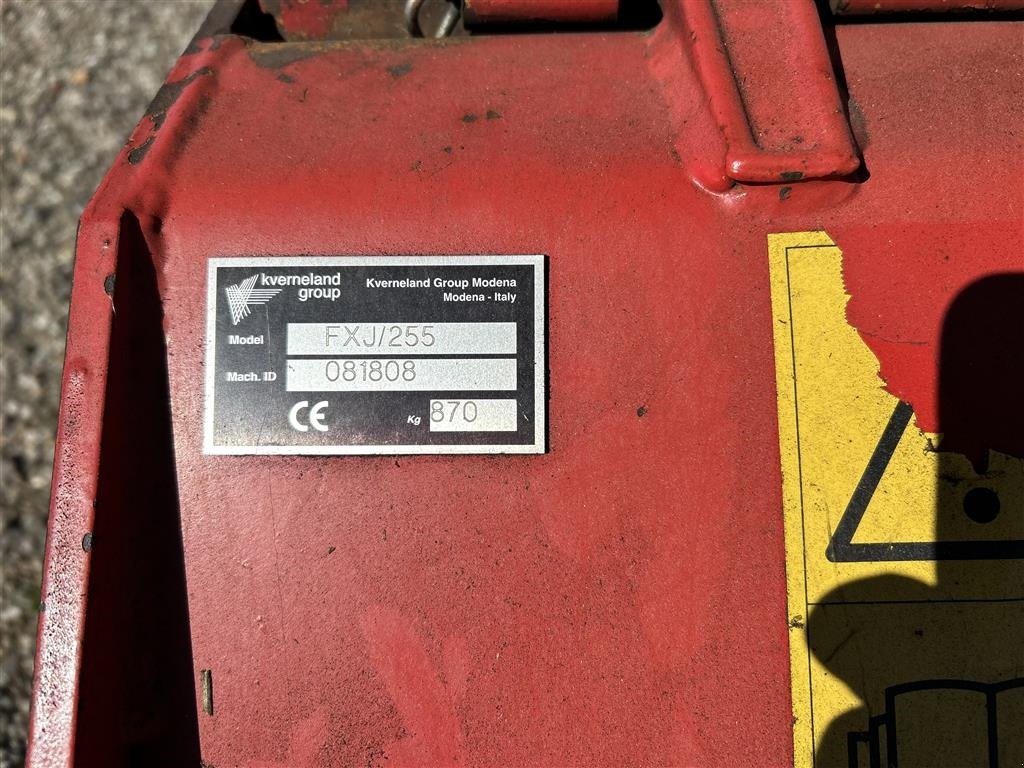 kverneland
group
Kverneland Group Modena
Modena - Italy
Model FXJ/255
Mach. ID 081808
CE Kg 870